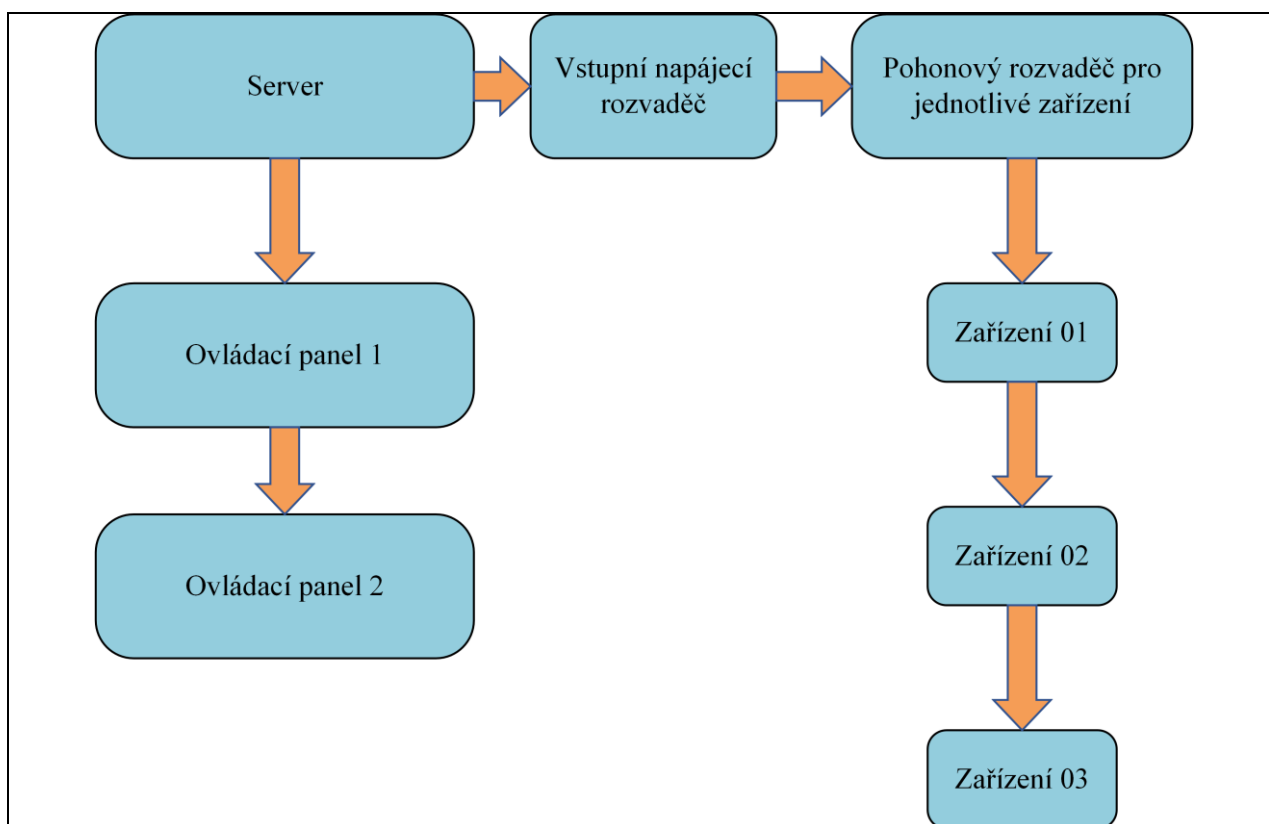 Server
Vstupní napájecí
rozvaděč
Pohonový rozvaděč pro
jednotlivé zařízení
Ovládací panel 1
Zařízení 01
Ovládací panel 2
Zařízení 02
Zařízení 03